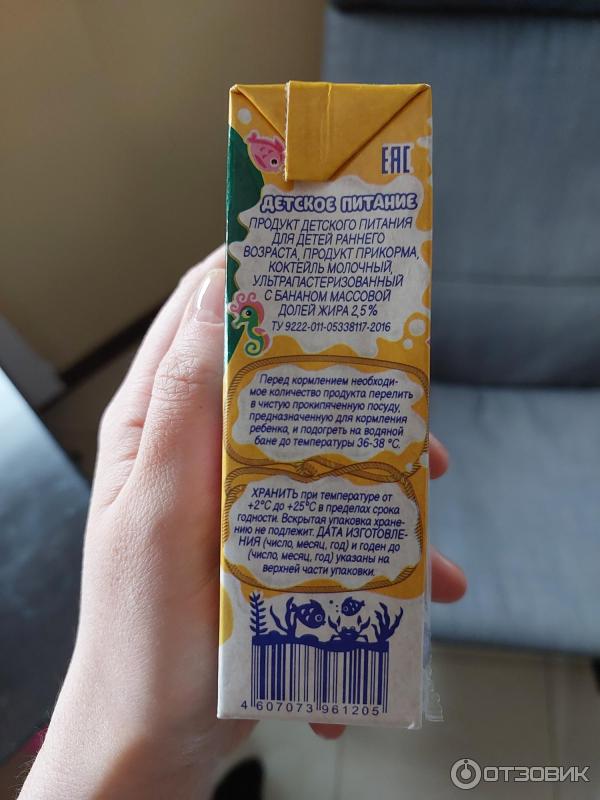 EAC
ДЕТСКОЕ ПИТАНИЕ
ПРОДУКТ ДЕТСКОГО ПИТАНИЯ
ДЛЯ ДЕТЕЙ РАННЕГО
ВОЗРАСТА, ПРОДУКТ ПРИКОРМА,
КОКТЕЙЛЬ МОЛОЧНЫЙ,
УЛЬТРАПАСТЕРИЗОВАННЫЙ
С БАНАНОМ МАССОВОЙ
ДОЛЕЙ ЖИРА 2,5%
ТУ 9222-011-05338117-2016
Перед кормлением необходи-
мое количество продукта перелить
в чистую прокипяченную посуду,
предназначенную для кормления
ребенка, и подогреть на водяной
бане до температуры 36-38 °С.
ХРАНИТЬ при температуре от
+2°С до +25°С в пределах срока
годности. Вскрытая упаковка хране-
нию не подлежит. ДАТА ИЗГОТОВЛЕ-
НИЯ (число, месяц, год) и годен до
(число, месяц, год) указаны на
верхней части упаковки.
4 607073 961205
ОТЗОВИК